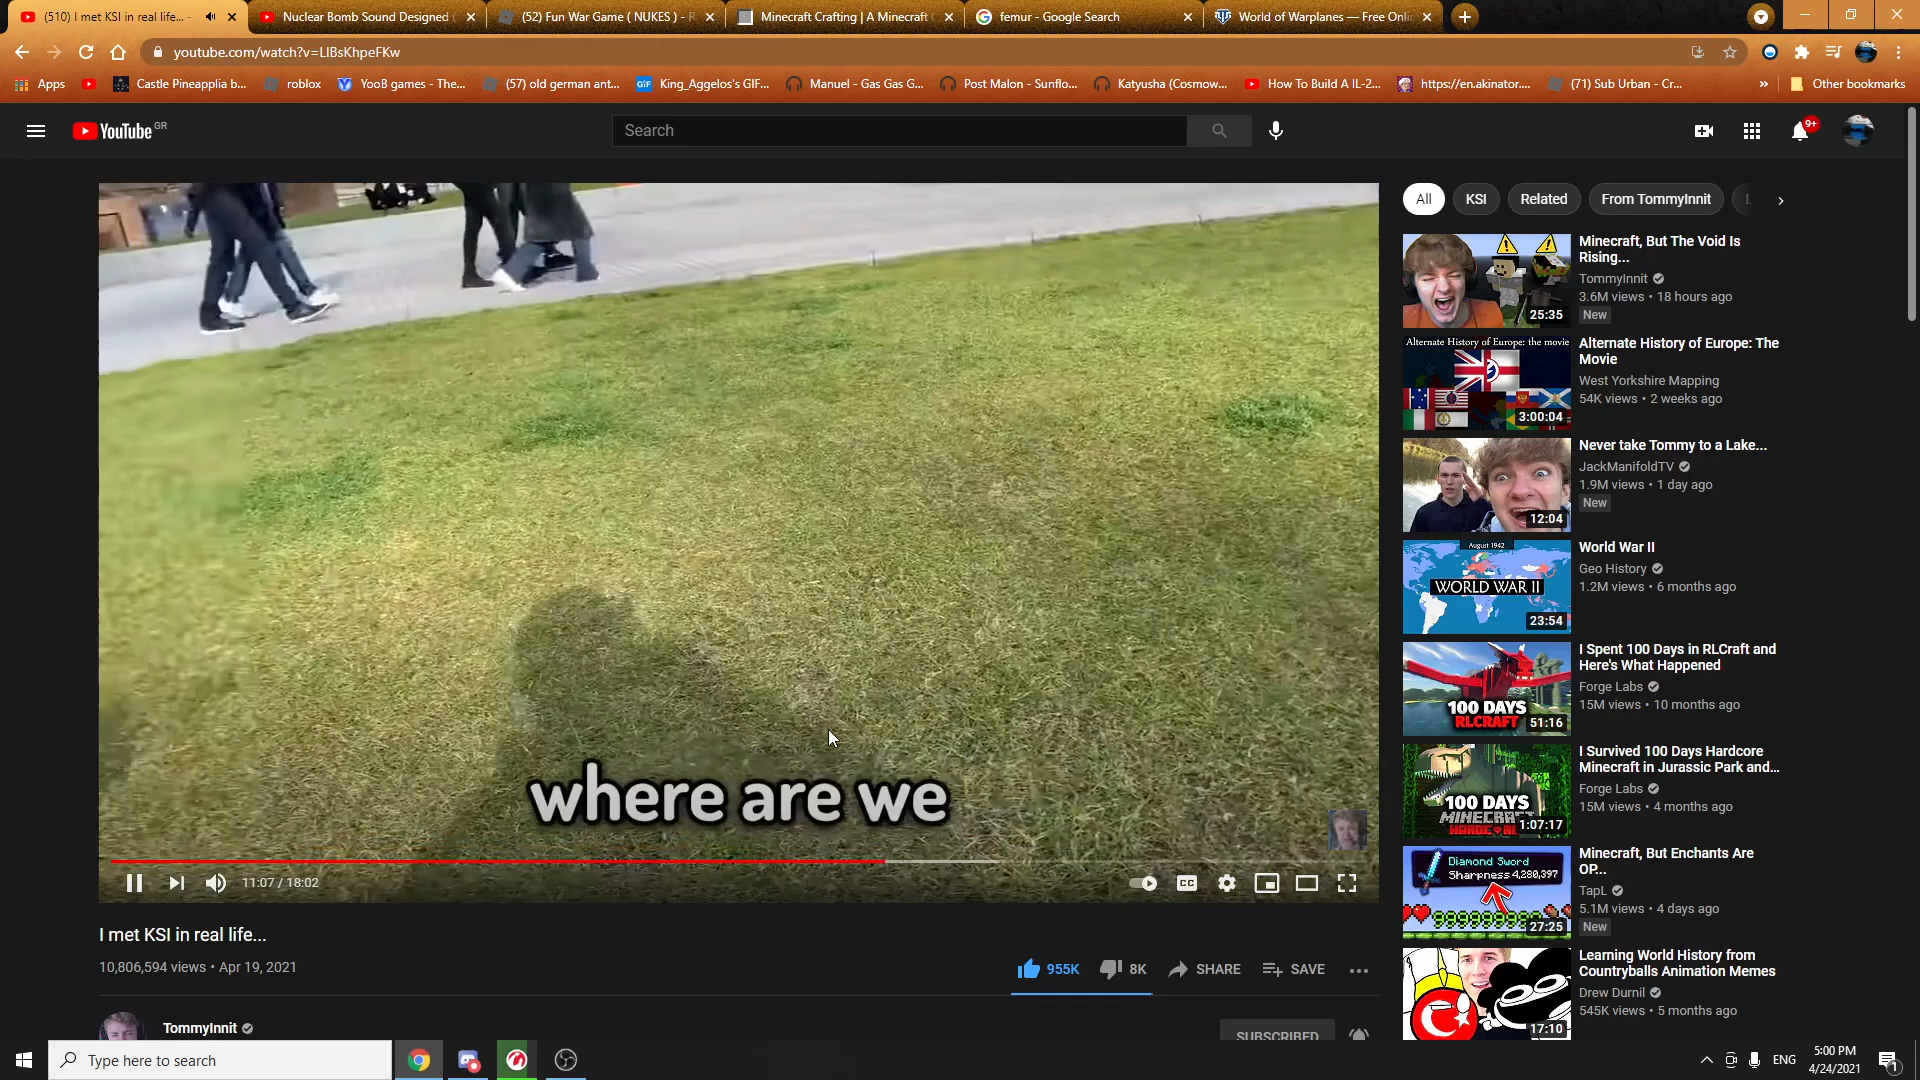 (510) I met KSI in real life... -
Nuclear Bomb Sound Designed (
(52) Fun War Game ( NUKES ) - R
Minecraft Crafting | A Minecraft C
femur - Google Search
World of Warplanes — Free Onli
youtube.com/watch?v=LlBsKhpeFKw
Apps
Castle Pineapplia b...
roblox
YooB games - The...
(57) old german ant...
GIF
King_Aggelos's GIF...
Manuel - Gas Gas G...
Post Malon - Sunflo...
Katyusha (Cosmow...
How To Build A IL-2...
https://en.akinator....
(71) Sub Urban - Cr...
»
Other bookmarks
YouTube GR
Search
9+
where are we
11:07 / 18:02
CC
I met KSI in real life...
10,806,594 views • Apr 19, 2021
955K
8K
SHARE
SAVE
TommyInnit
SUBSCRIBED
All
KSI
Related
From TommyInnit
25:35
Minecraft, But The Void Is
Rising...
TommyInnit
3.6M views • 18 hours ago
New
Alternate History of Europe: the movie
3:00:04
Alternate History of Europe: The
Movie
West Yorkshire Mapping
54K views • 2 weeks ago
12:04
Never take Tommy to a Lake...
JackManifoldTV
1.9M views • 1 day ago
New
August 1942
WORLD WAR II
23:54
World War II
Geo History
1.2M views • 6 months ago
100 DAYS
RLCRAFT
51:16
I Spent 100 Days in RLCraft and
Here's What Happened
Forge Labs
15M views • 10 months ago
100 DAYS
MINECRAFT
1:07:17
I Survived 100 Days Hardcore
Minecraft in Jurassic Park and...
Forge Labs
15M views • 4 months ago
Diamond Sword
Sharpness 4,280,397
27:25
Minecraft, But Enchants Are
OP...
TapL
5.1M views • 4 days ago
New
17:10
Learning World History from
Countryballs Animation Memes
Drew Durnil
545K views • 5 months ago
Type here to search
ENG
5:00 PM
4/24/2021
1